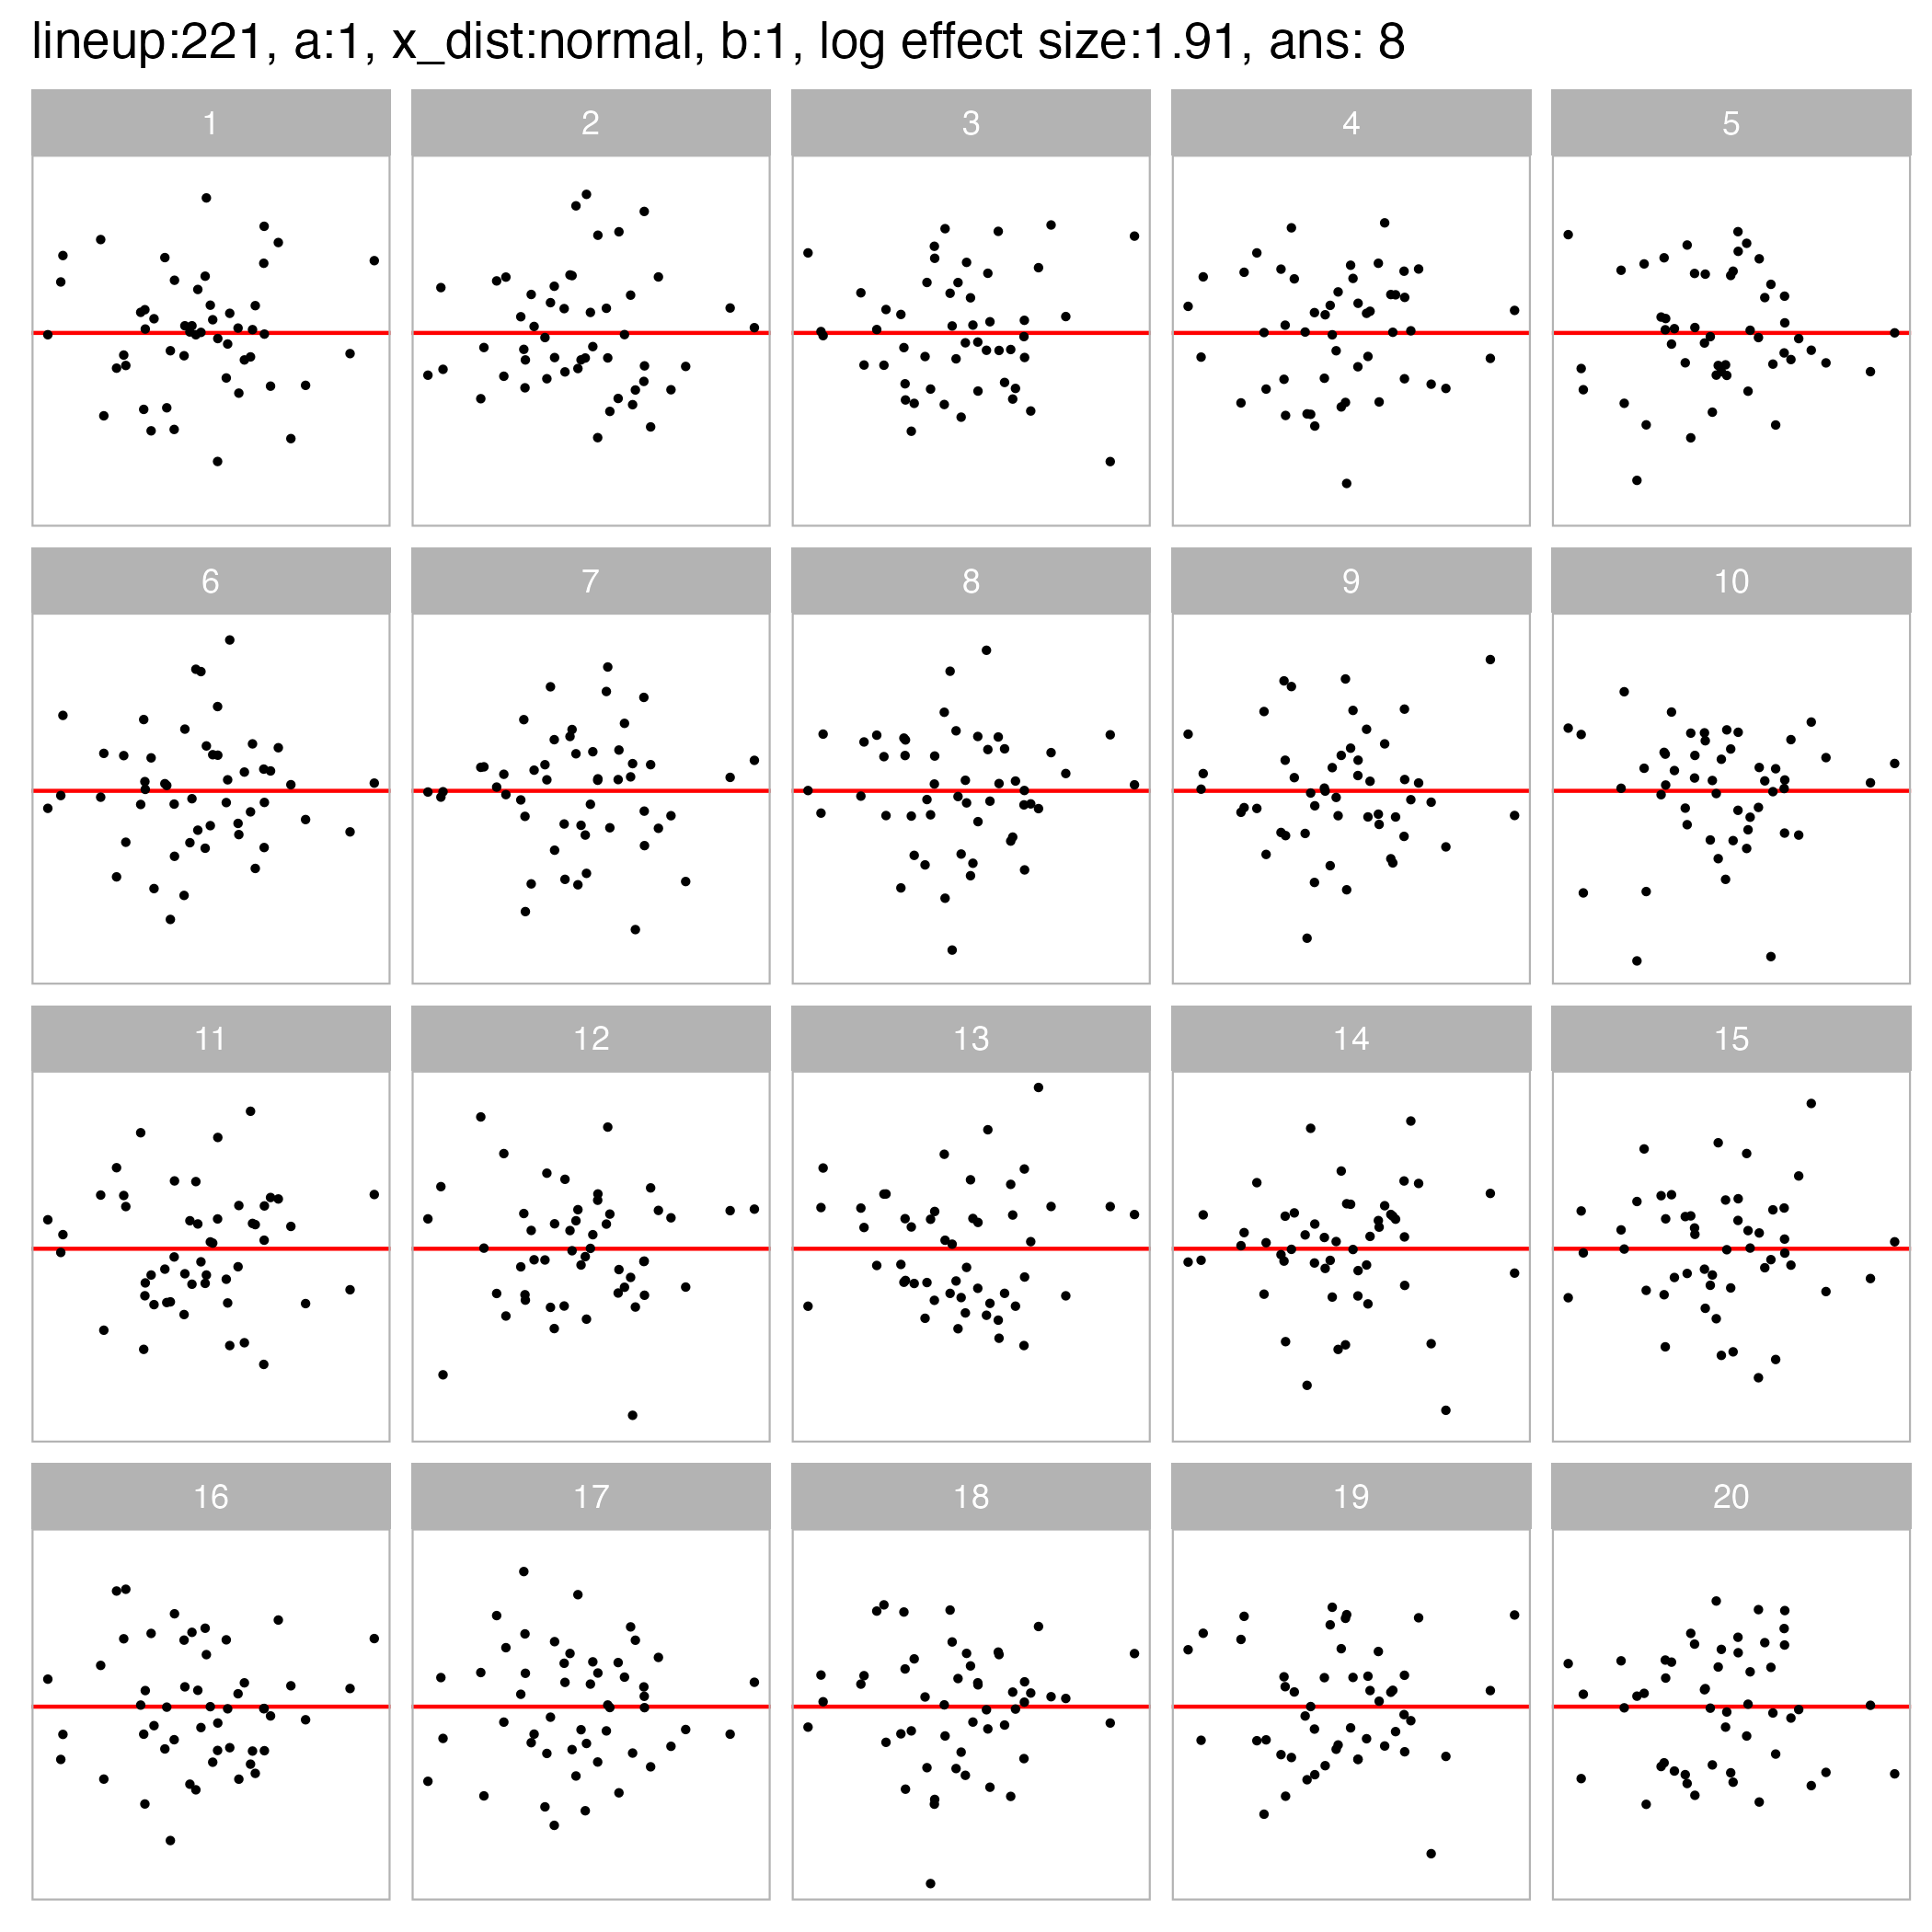 lineup:221, a:1, x_dist:normal, b:1, log effect size:1.91, ans: 8
1 2 3 4 5
6 7 8 9 10
11 12 13 14 15
16 17 18 19 20